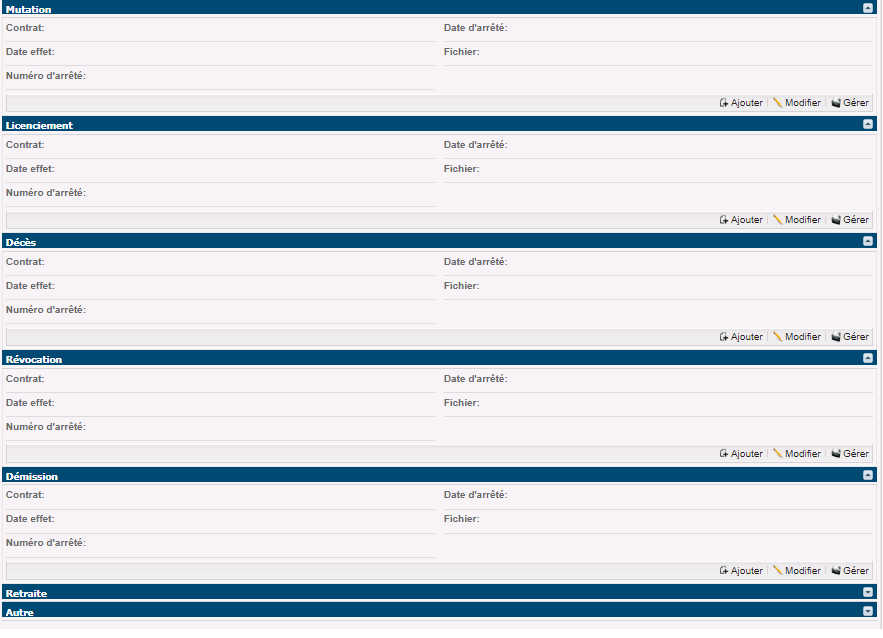 Mutation
Contrat: Date d'arrêté:
Date effet: Fichier:
Numéro d'arrêté:
Ajouter Modifier Gérer
Licenciement
Contrat: Date d'arrêté:
Date effet: Fichier:
Numéro d'arrêté:
Ajouter Modifier Gérer
Décès
Contrat: Date d'arrêté:
Date effet: Fichier:
Numéro d'arrêté:
Ajouter Modifier Gérer
Révocation
Contrat: Date d'arrêté:
Date effet: Fichier:
Numéro d'arrêté:
Ajouter Modifier Gérer
Démission
Contrat: Date d'arrêté:
Date effet: Fichier:
Numéro d'arrêté:
Ajouter Modifier Gérer
Retraite
Autre